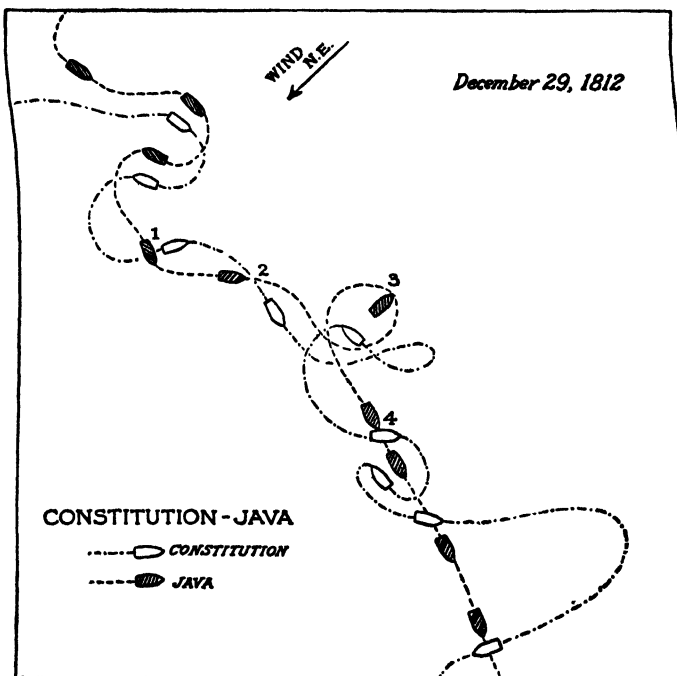 WIND
N.E.
December 29, 1812
1
2
3
4
CONSTITUTION - JAVA
CONSTITUTION
JAVA